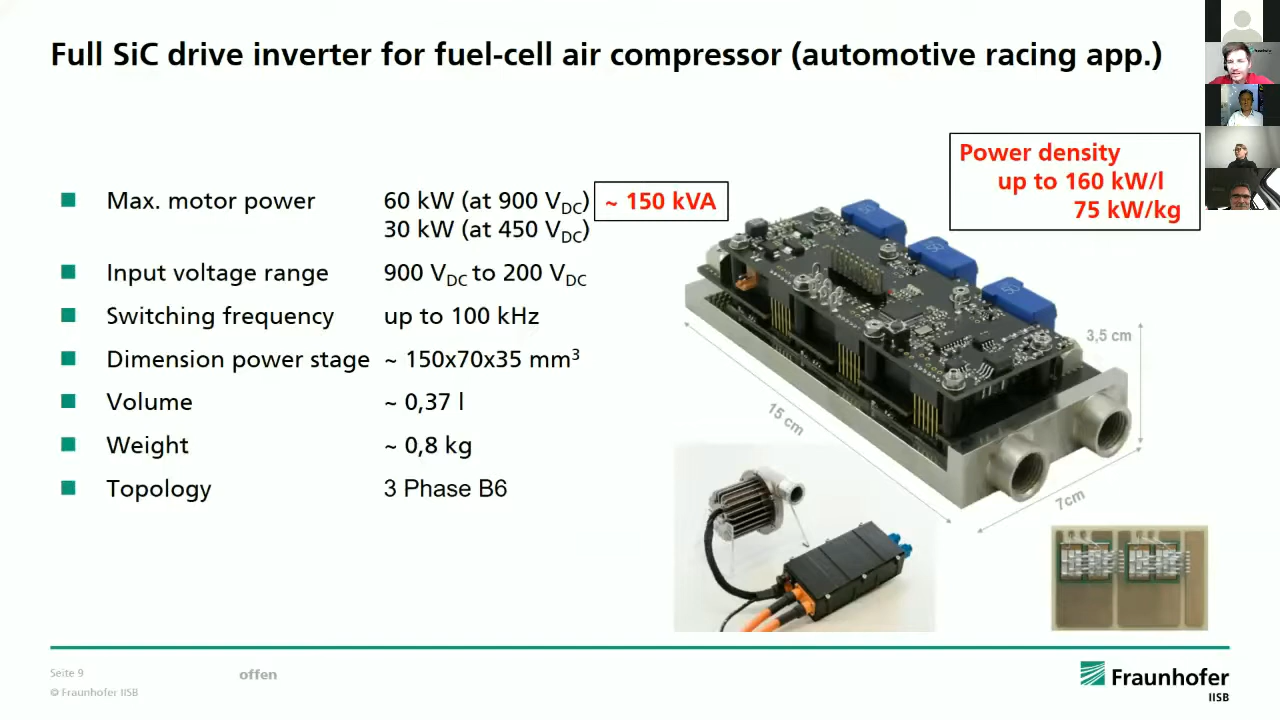 Full SiC drive inverter for fuel-cell air compressor (automotive racing app.)
Power density
up to 160 kW/l
75 kW/kg
Max. motor power 60 kW (at 900 VDC) ~ 150 kVA
30 kW (at 450 VDC)
Input voltage range 900 VDC to 200 VDC
Switching frequency up to 100 kHz
Dimension power stage ~ 150x70x35 mm³
Volume ~ 0,37 l
Weight ~ 0,8 kg
Topology 3 Phase B6
3,5 cm
15 cm
7cm
Seite 9
offen
© Fraunhofer IISB
Fraunhofer
IISB